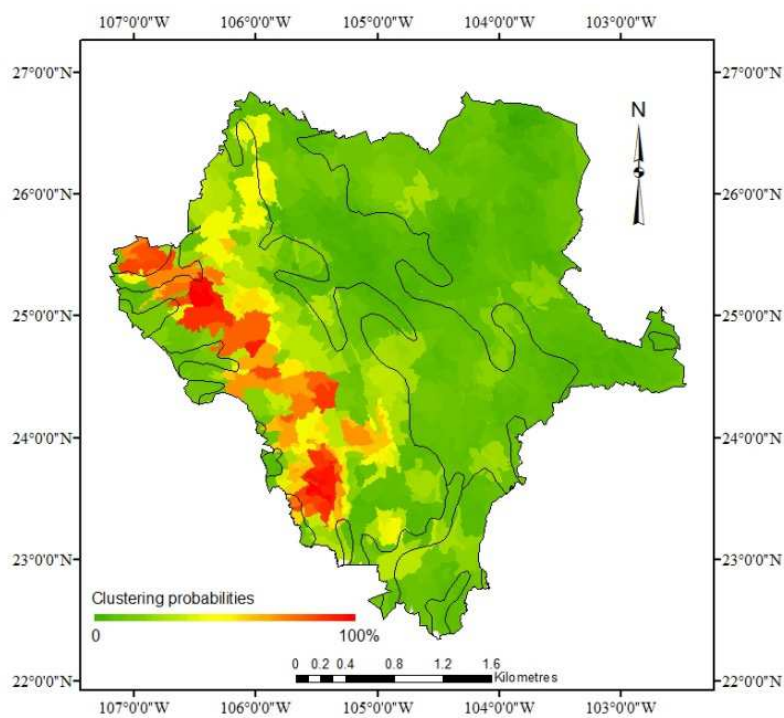 107°0'0"W 106°0'0"W 105°0'0"W 104°0'0"W 103°0'0"W
27°0'0"N 27°0'0"N
N
26°0'0"N 26°0'0"N
25°0'0"N 25°0'0"N
24°0'0"N 24°0'0"N
23°0'0"N 23°0'0"N
Clustering probabilities
0 100%
0 0.2 0.4 0.8 1.2 1.6
Kilometres
22°0'0"N 22°0'0"N
107°0'0"W 106°0'0"W 105°0'0"W 104°0'0"W 103°0'0"W